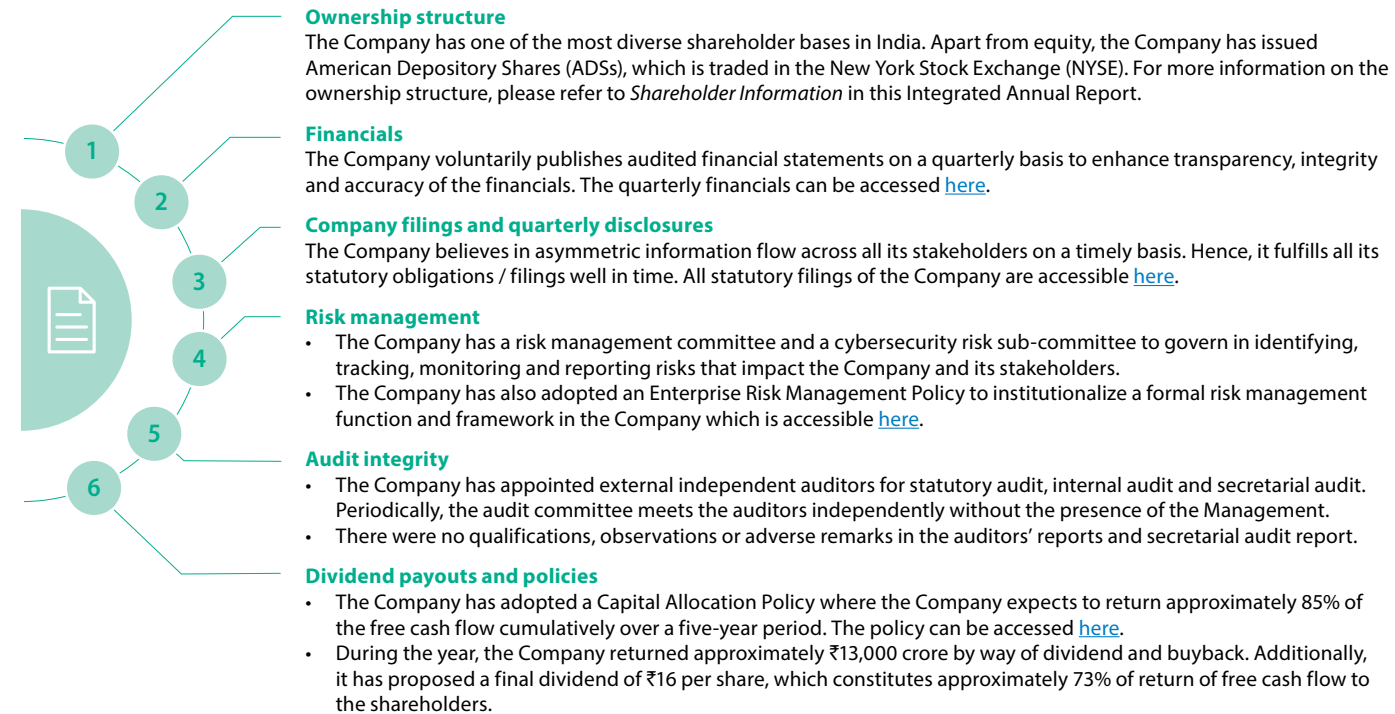 1
Ownership structure
The Company has one of the most diverse shareholder bases in India. Apart from equity, the Company has issued
American Depository Shares (ADSs), which is traded in the New York Stock Exchange (NYSE). For more information on the
ownership structure, please refer to Shareholder Information in this Integrated Annual Report.
2
Financials
The Company voluntarily publishes audited financial statements on a quarterly basis to enhance transparency, integrity
and accuracy of the financials. The quarterly financials can be accessed here.
3
Company filings and quarterly disclosures
The Company believes in asymmetric information flow across all its stakeholders on a timely basis. Hence, it fulfills all its
statutory obligations / filings well in time. All statutory filings of the Company are accessible here.
4
Risk management
• The Company has a risk management committee and a cybersecurity risk sub-committee to govern in identifying,
tracking, monitoring and reporting risks that impact the Company and its stakeholders.
• The Company has also adopted an Enterprise Risk Management Policy to institutionalize a formal risk management
function and framework in the Company which is accessible here.
5
Audit integrity
• The Company has appointed external independent auditors for statutory audit, internal audit and secretarial audit.
Periodically, the audit committee meets the auditors independently without the presence of the Management.
• There were no qualifications, observations or adverse remarks in the auditors’ reports and secretarial audit report.
6
Dividend payouts and policies
• The Company has adopted a Capital Allocation Policy where the Company expects to return approximately 85% of
the free cash flow cumulatively over a five-year period. The policy can be accessed here.
• During the year, the Company returned approximately ₹13,000 crore by way of dividend and buyback. Additionally,
it has proposed a final dividend of ₹16 per share, which constitutes approximately 73% of return of free cash flow to
the shareholders.